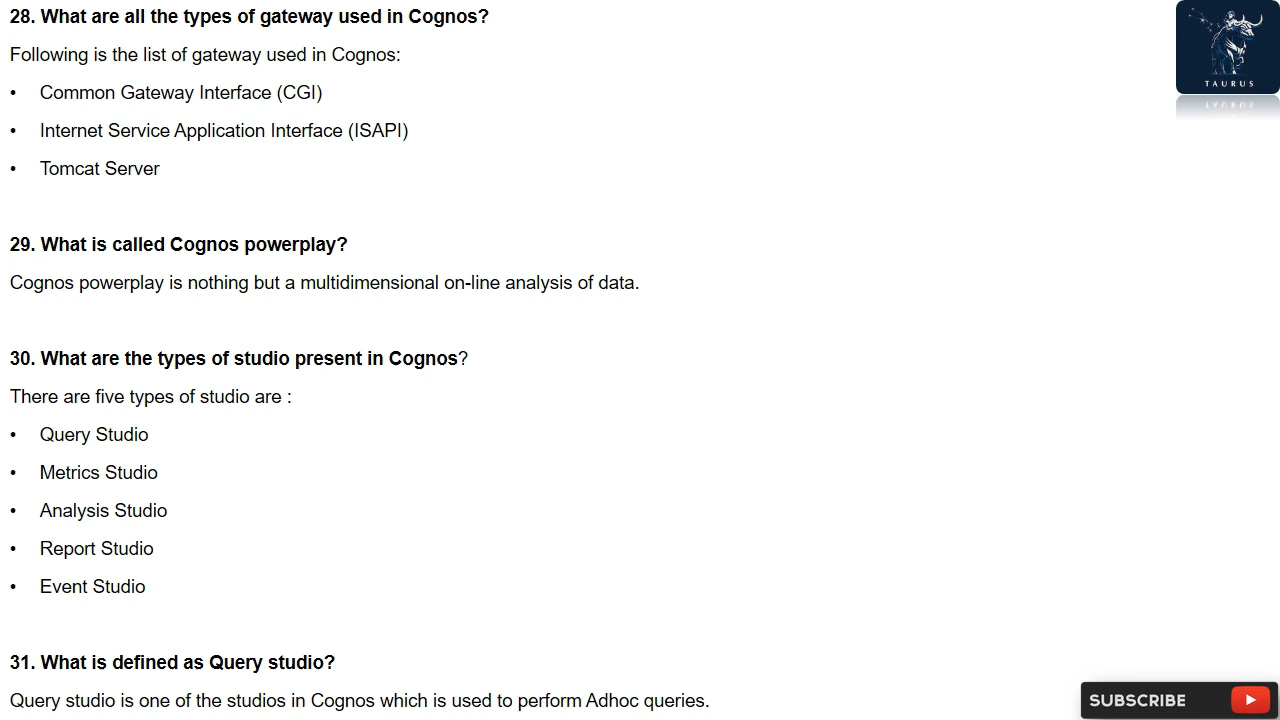 28. What are all the types of gateway used in Cognos?
Following is the list of gateway used in Cognos:
• Common Gateway Interface (CGI)
• Internet Service Application Interface (ISAPI)
• Tomcat Server
29. What is called Cognos powerplay?
Cognos powerplay is nothing but a multidimensional on-line analysis of data.
30. What are the types of studio present in Cognos?
There are five types of studio are :
• Query Studio
• Metrics Studio
• Analysis Studio
• Report Studio
• Event Studio
31. What is defined as Query studio?
Query studio is one of the studios in Cognos which is used to perform Adhoc queries.
TAURUS
SUBSCRIBE